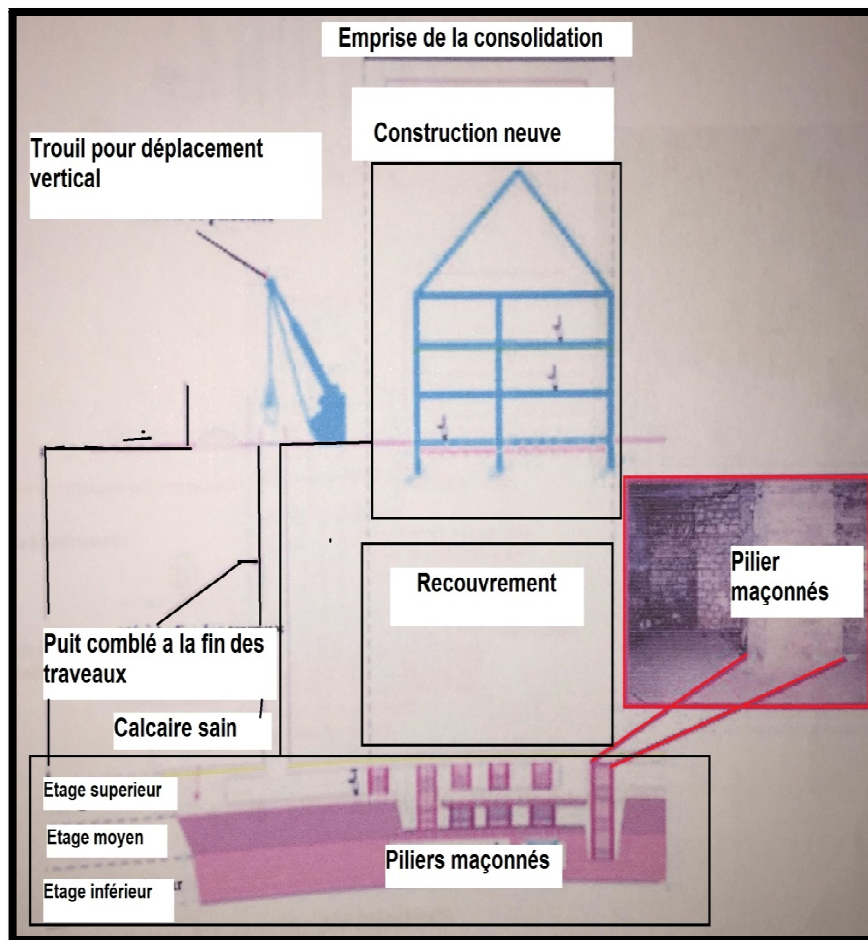 Emprise de la consolidation
Construction neuve
Trouil pour déplacement
vertical
Recouvrement
Pilier
maçonnés
Puit comblé a la fin des
traveaux
Calcaire sain
Etage superieur
Etage moyen
Piliers maçonnés
Etage inférieur